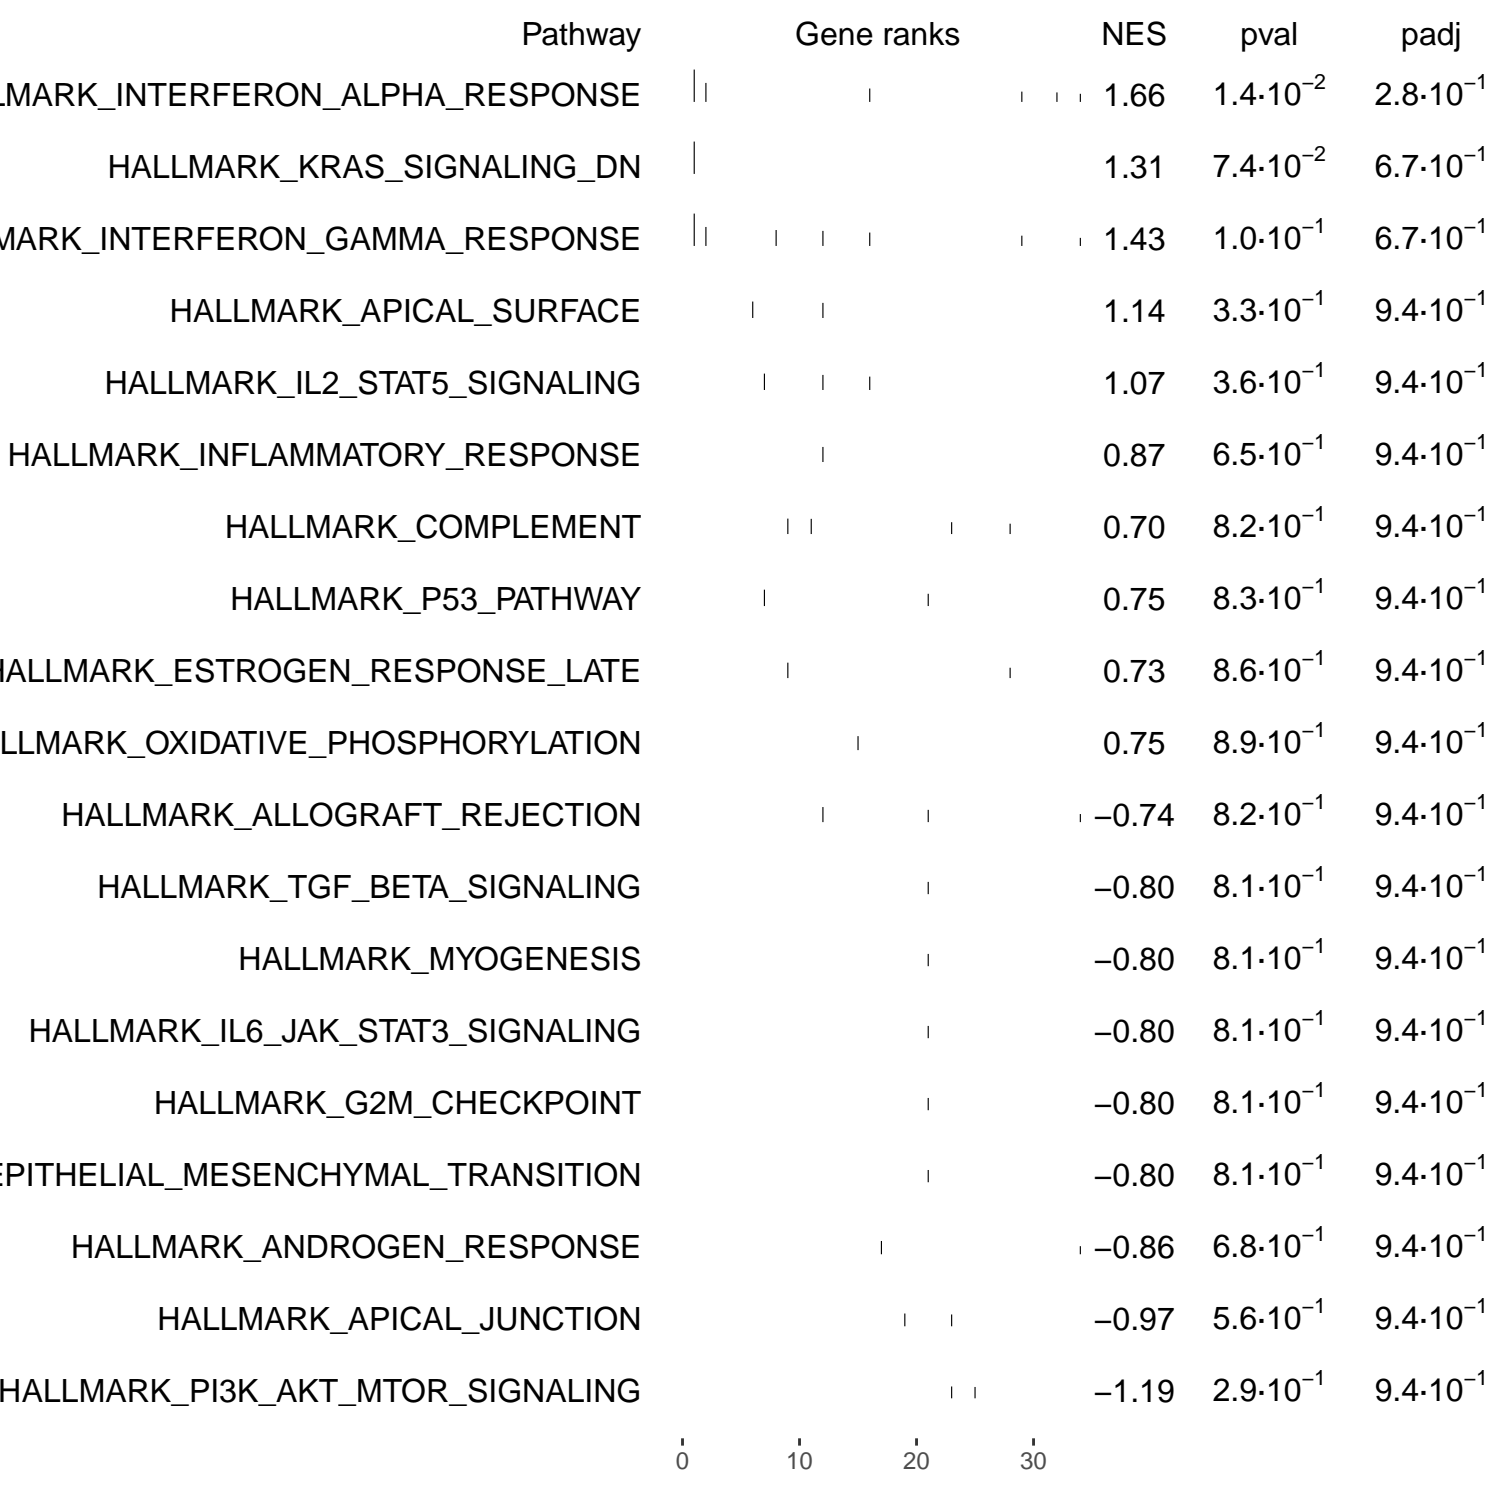 Pathway Gene ranks NES pval padj
LMARK_INTERFERON_ALPHA_RESPONSE 1.66 1.4·10⁻² 2.8·10⁻¹
HALLMARK_KRAS_SIGNALING_DN 1.31 7.4·10⁻² 6.7·10⁻¹
MARK_INTERFERON_GAMMA_RESPONSE 1.43 1.0·10⁻¹ 6.7·10⁻¹
HALLMARK_APICAL_SURFACE 1.14 3.3·10⁻¹ 9.4·10⁻¹
HALLMARK_IL2_STAT5_SIGNALING 1.07 3.6·10⁻¹ 9.4·10⁻¹
HALLMARK_INFLAMMATORY_RESPONSE 0.87 6.5·10⁻¹ 9.4·10⁻¹
HALLMARK_COMPLEMENT 0.70 8.2·10⁻¹ 9.4·10⁻¹
HALLMARK_P53_PATHWAY 0.75 8.3·10⁻¹ 9.4·10⁻¹
HALLMARK_ESTROGEN_RESPONSE_LATE 0.73 8.6·10⁻¹ 9.4·10⁻¹
LLMARK_OXIDATIVE_PHOSPHORYLATION 0.75 8.9·10⁻¹ 9.4·10⁻¹
HALLMARK_ALLOGRAFT_REJECTION −0.74 8.2·10⁻¹ 9.4·10⁻¹
HALLMARK_TGF_BETA_SIGNALING −0.80 8.1·10⁻¹ 9.4·10⁻¹
HALLMARK_MYOGENESIS −0.80 8.1·10⁻¹ 9.4·10⁻¹
HALLMARK_IL6_JAK_STAT3_SIGNALING −0.80 8.1·10⁻¹ 9.4·10⁻¹
HALLMARK_G2M_CHECKPOINT −0.80 8.1·10⁻¹ 9.4·10⁻¹
EPITHELIAL_MESENCHYMAL_TRANSITION −0.80 8.1·10⁻¹ 9.4·10⁻¹
HALLMARK_ANDROGEN_RESPONSE −0.86 6.8·10⁻¹ 9.4·10⁻¹
HALLMARK_APICAL_JUNCTION −0.97 5.6·10⁻¹ 9.4·10⁻¹
HALLMARK_PI3K_AKT_MTOR_SIGNALING −1.19 2.9·10⁻¹ 9.4·10⁻¹
0 10 20 30